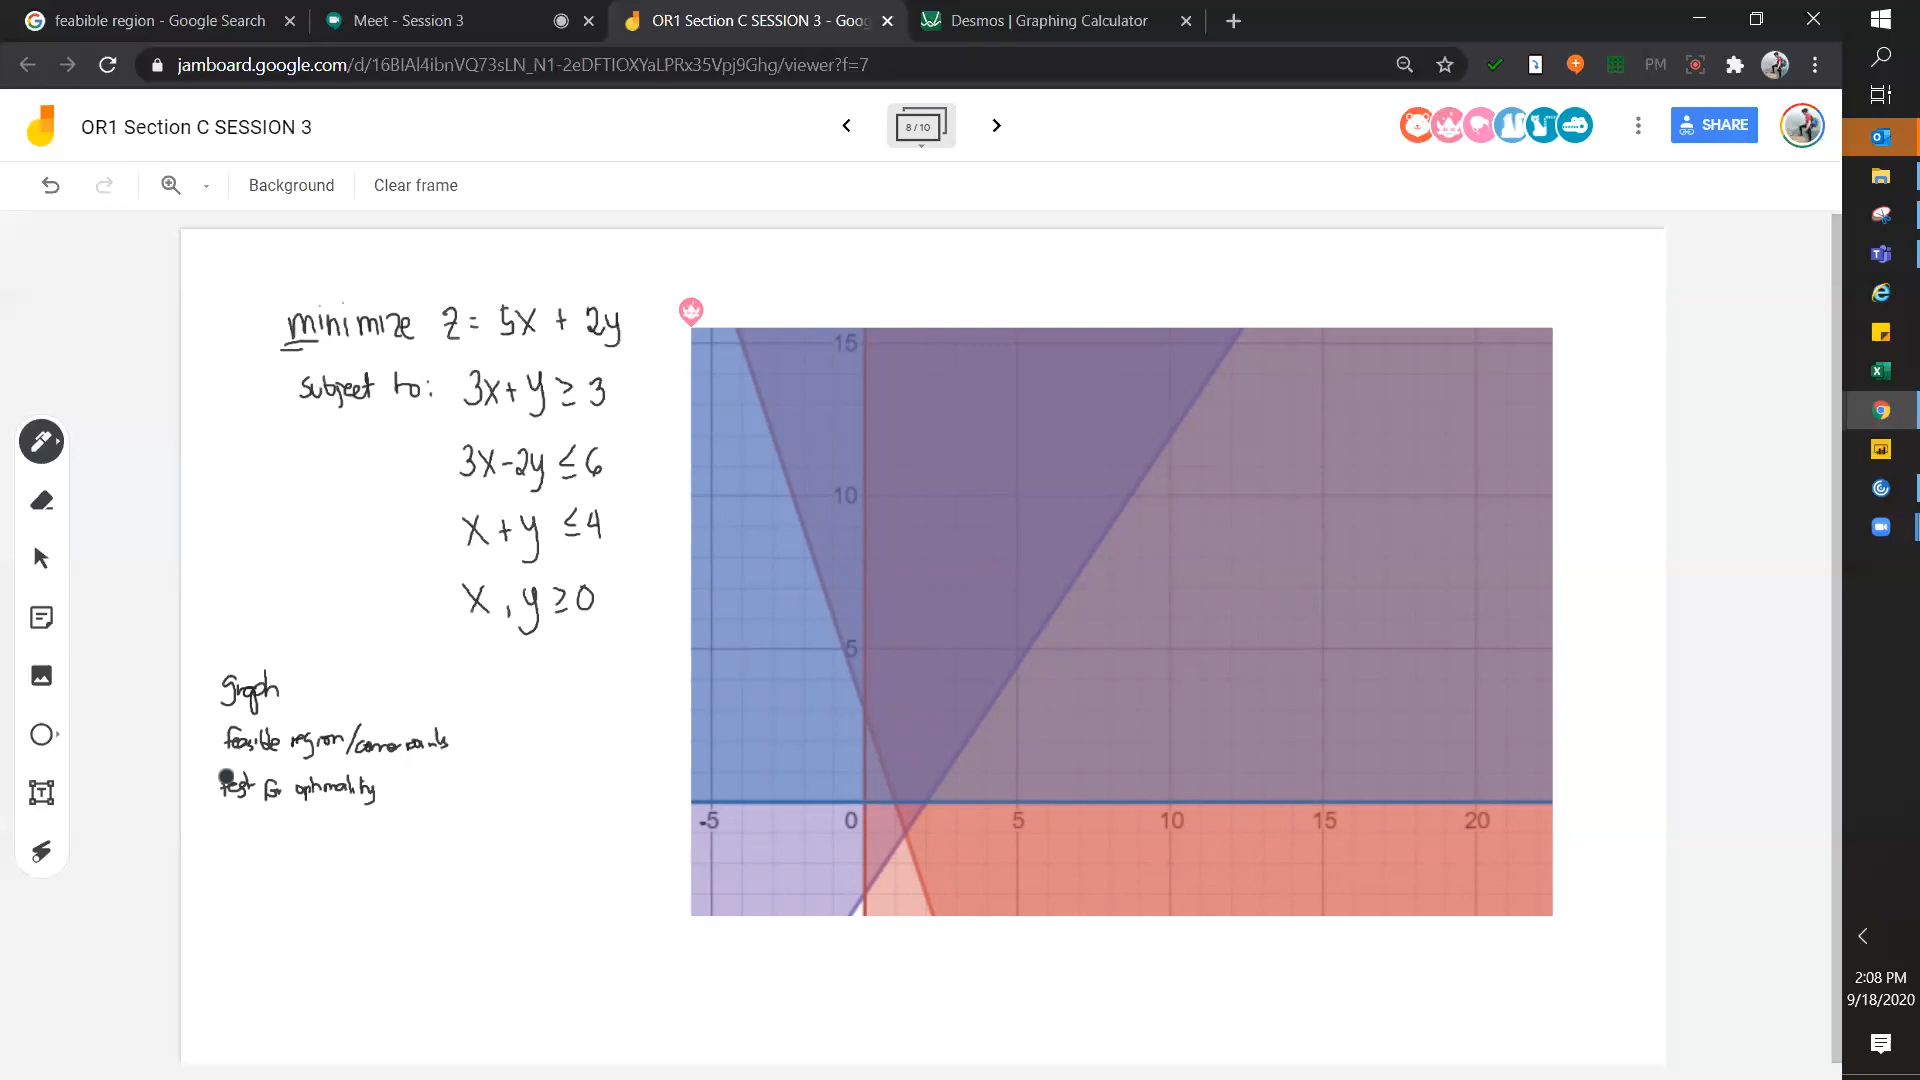 feabible region - Google Search
Meet - Session 3
OR1 Section C SESSION 3 - Goog
Desmos | Graphing Calculator
jamboard.google.com/d/16BIAl4ibnVQ73sLN_N1-2eDFTIOXYaLPRx35Vpj9Ghg/viewer?f=7
PM
OR1 Section C SESSION 3
8 / 10
SHARE
Background
Clear frame
minimize z = 5x + 2y
subject to: 3x + y ≥ 3
3x - 2y ≤ 6
x + y ≤ 4
x , y ≥ 0
graph
feasible region/corner points
test for optimality
15
10
5
-5 0 5 10 15 20
2:08 PM
9/18/2020